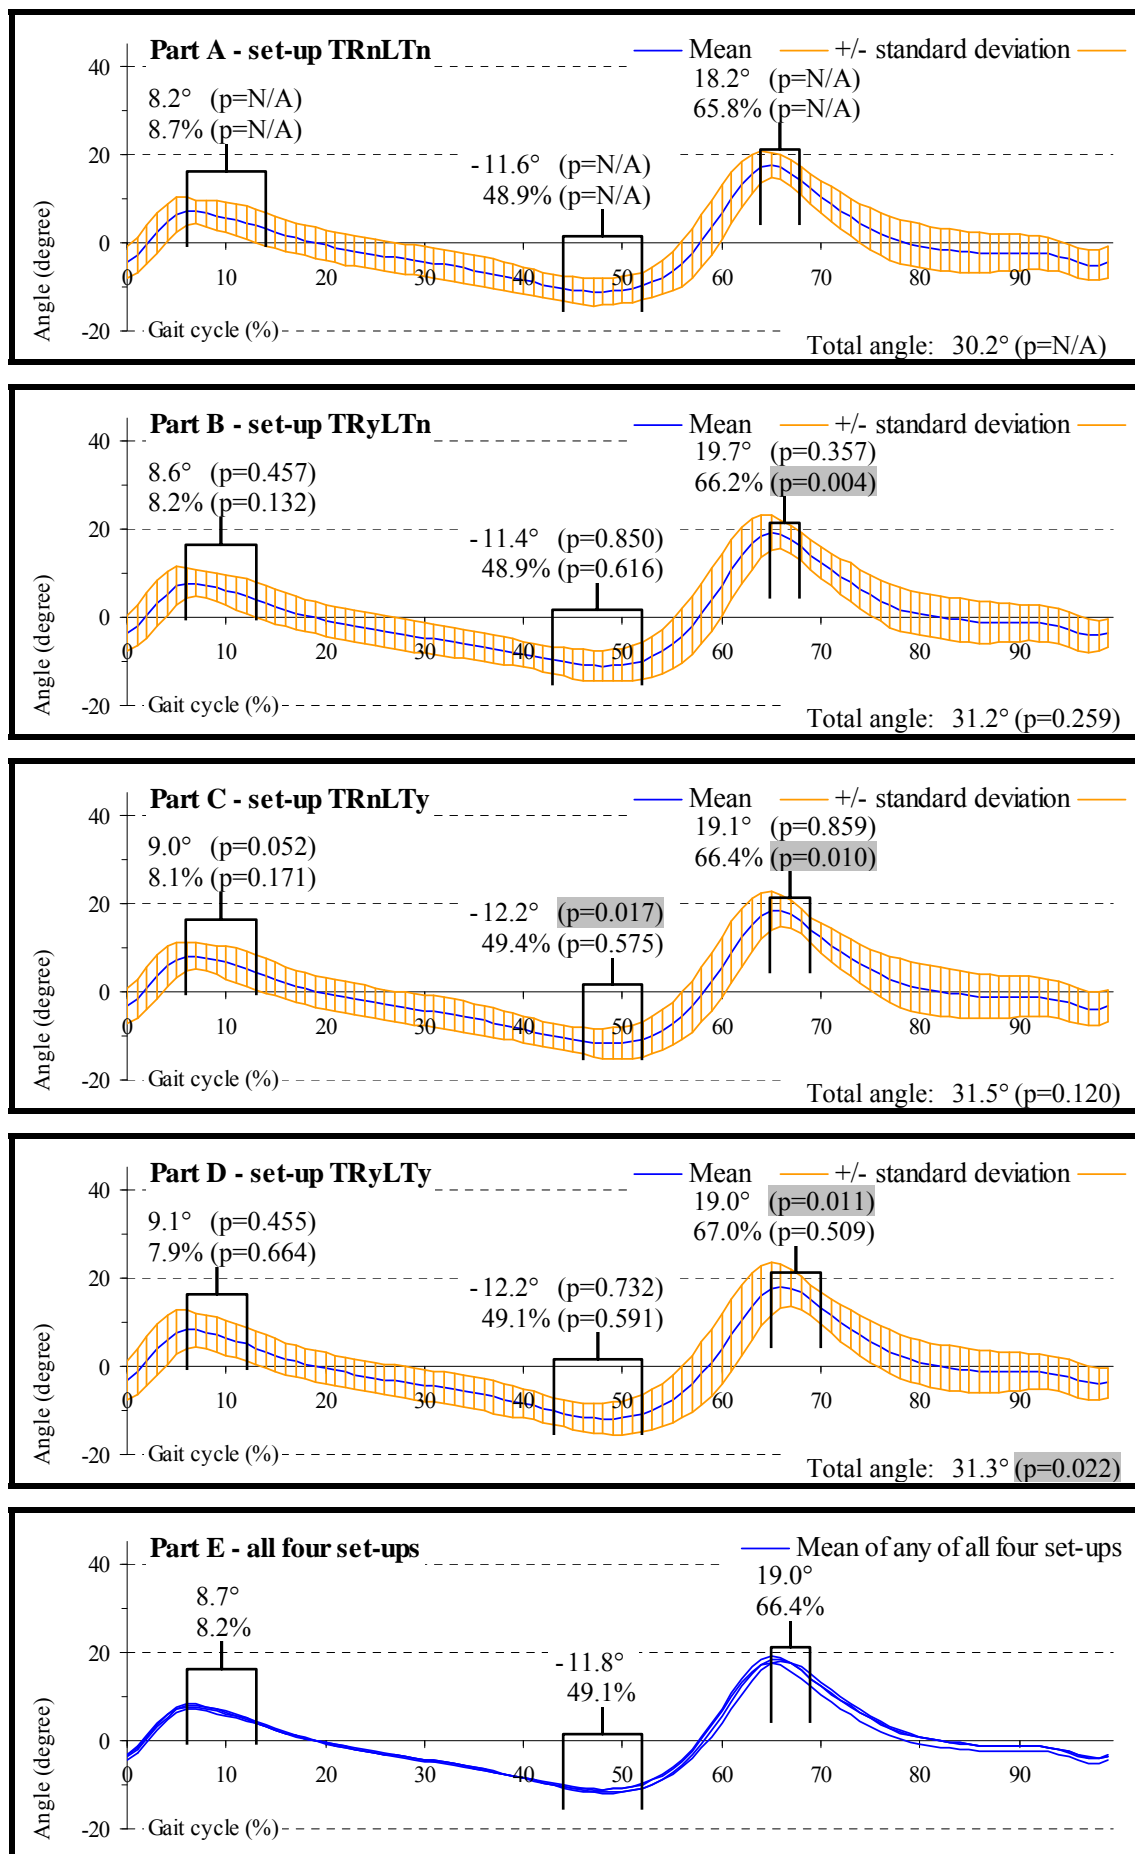 Part A - set-up TRnLTn
Mean
+/- standard deviation
40
8.2° (p=N/A)
8.7% (p=N/A)
18.2° (p=N/A)
65.8% (p=N/A)
20
-11.6° (p=N/A)
48.9% (p=N/A)
0
0 10 20 30 40 50 60 70 80 90
-20
Angle (degree)
Gait cycle (%)
Total angle: 30.2° (p=N/A)
Part B - set-up TRyLTn
Mean
+/- standard deviation
40
8.6° (p=0.457)
8.2% (p=0.132)
19.7° (p=0.357)
66.2% (p=0.004)
20
-11.4° (p=0.850)
48.9% (p=0.616)
0
0 10 20 30 40 50 60 70 80 90
-20
Angle (degree)
Gait cycle (%)
Total angle: 31.2° (p=0.259)
Part C - set-up TRnLTy
Mean
+/- standard deviation
40
9.0° (p=0.052)
8.1% (p=0.171)
19.1° (p=0.859)
66.4% (p=0.010)
20
-12.2° (p=0.017)
49.4% (p=0.575)
0
0 10 20 30 40 50 60 70 80 90
-20
Angle (degree)
Gait cycle (%)
Total angle: 31.5° (p=0.120)
Part D - set-up TRyLTy
Mean
+/- standard deviation
40
9.1° (p=0.455)
7.9% (p=0.664)
19.0° (p=0.011)
67.0% (p=0.509)
20
-12.2° (p=0.732)
49.1% (p=0.591)
0
0 10 20 30 40 50 60 70 80 90
-20
Angle (degree)
Gait cycle (%)
Total angle: 31.3° (p=0.022)
Part E - all four set-ups
Mean of any of all four set-ups
40
8.7°
8.2%
19.0°
66.4%
20
-11.8°
49.1%
0
0 10 20 30 40 50 60 70 80 90
-20
Angle (degree)
Gait cycle (%)